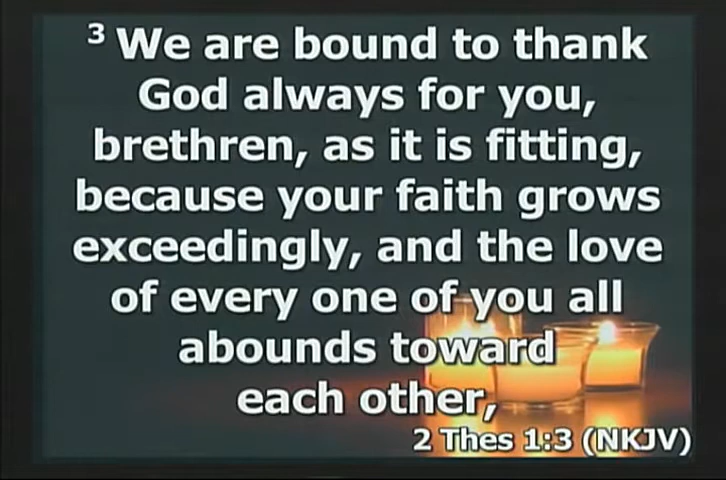 3 We are bound to thank
God always for you,
brethren, as it is fitting,
because your faith grows
exceedingly, and the love
of every one of you all
abounds toward
each other,
2 Thes 1:3 (NKJV)